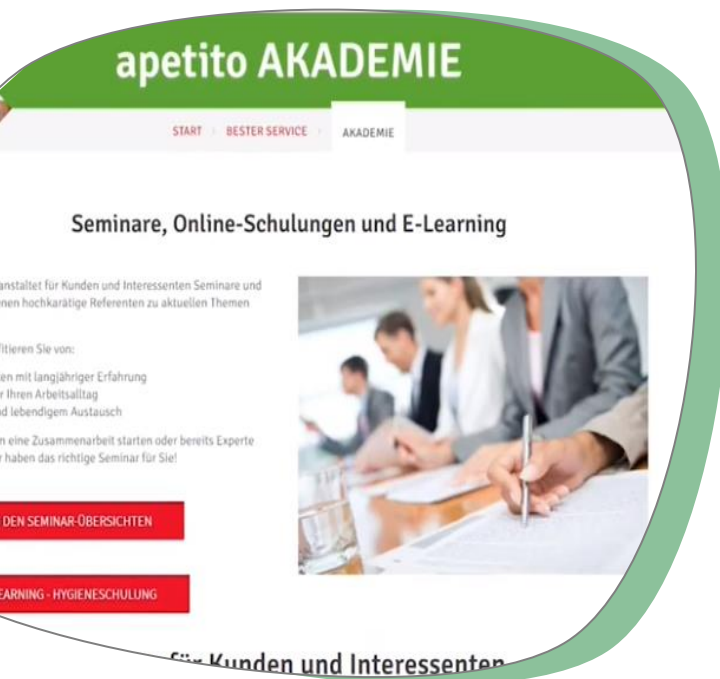 apetito AKADEMIE
START
BESTER SERVICE
AKADEMIE
Seminare, Online-Schulungen und E-Learning
anstaltet für Kunden und Interessenten Seminare und
nen hochkarätige Referenten zu aktuellen Themen
fitieren Sie von:
en mit langjähriger Erfahrung
r Ihren Arbeitsalltag
d lebendigem Austausch
n eine Zusammenarbeit starten oder bereits Experte
r haben das richtige Seminar für Sie!
DEN SEMINAR-ÜBERSICHTEN
EARNING - HYGIENESCHULUNG
für Kunden und Interessenten